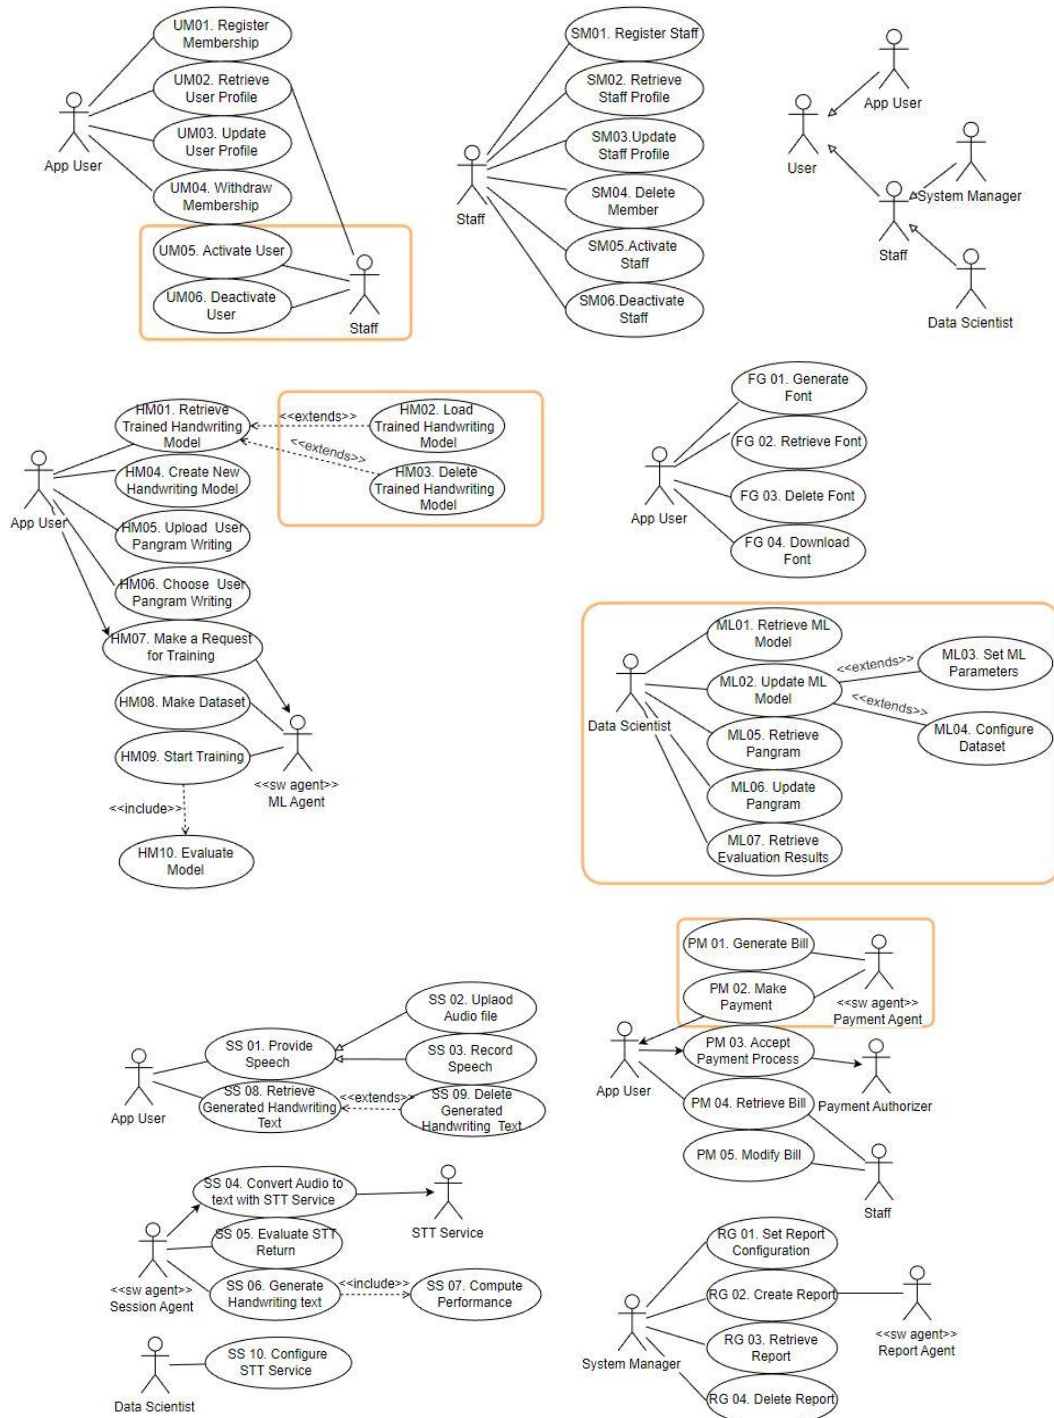 UM01. Register
Membership
UM02. Retrieve
User Profile
UM03. Update
User Profile
UM04. Withdraw
Membership
App User
UM05. Activate User
UM06. Deactivate
User
Staff
SM01. Register Staff
SM02. Retrieve
Staff Profile
SM03.Update
Staff Profile
SM04. Delete
Member
SM05.Activate
Staff
SM06.Deactivate
Staff
Staff
App User
User
System Manager
Staff
Data Scientist
HM01. Retrieve
Trained Handwriting
Model
<<extends>>
HM02. Load
Trained Handwriting
Model
<<extends>>
HM03. Delete
Trained Handwriting
Model
HM04. Create New
Handwriting Model
App User
HM05. Upload User
Pangram Writing
HM06. Choose User
Pangram Writing
HM07. Make a Request
for Training
HM08. Make Dataset
HM09. Start Training
<<sw agent>>
ML Agent
<<include>>
HM10. Evaluate
Model
FG 01. Generate
Font
FG 02. Retrieve Font
FG 03. Delete Font
FG 04. Download
Font
App User
ML01. Retrieve ML
Model
ML02. Update ML
Model
<<extends>>
ML03. Set ML
Parameters
<<extends>>
ML04. Configure
Dataset
Data Scientist
ML05. Retrieve
Pangram
ML06. Update
Pangram
ML07. Retrieve
Evaluation Results
SS 01. Provide
Speech
SS 02. Uplaod
Audio file
SS 03. Record
Speech
App User
SS 08. Retrieve
Generated Handwriting
Text
<<extends>>
SS 09. Delete
Generated
Handwriting Text
SS 04. Convert Audio to
text with STT Service
STT Service
SS 05. Evaluate STT
Return
<<sw agent>>
Session Agent
SS 06. Generate
Handwriting text
<<include>>
SS 07. Compute
Performance
SS 10. Configure
STT Service
Data Scientist
PM 01. Generate Bill
PM 02. Make
Payment
<<sw agent>>
Payment Agent
App User
PM 03. Accept
Payment Process
Payment Authorizer
PM 04. Retrieve Bill
PM 05. Modify Bill
Staff
RG 01. Set Report
Configuration
RG 02. Create Report
<<sw agent>>
Report Agent
System Manager
RG 03. Retrieve
Report
RG 04. Delete Report